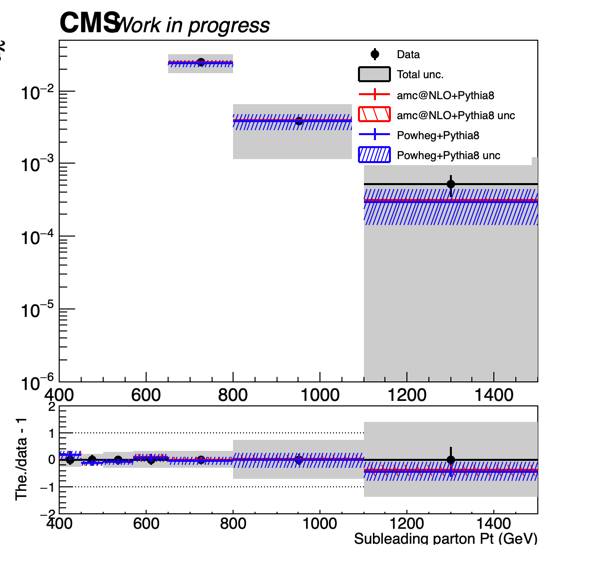 CMS Work in progress
Data
Total unc.
amc@NLO+Pythia8
amc@NLO+Pythia8 unc
Powheg+Pythia8
Powheg+Pythia8 unc
10⁻²
10⁻³
10⁻⁴
10⁻⁵
10⁻⁶
400 600 800 1000 1200 1400
The./data - 1
2
1
0
−1
−2
400 600 800 1000 1200 1400
Subleading parton Pt (GeV)